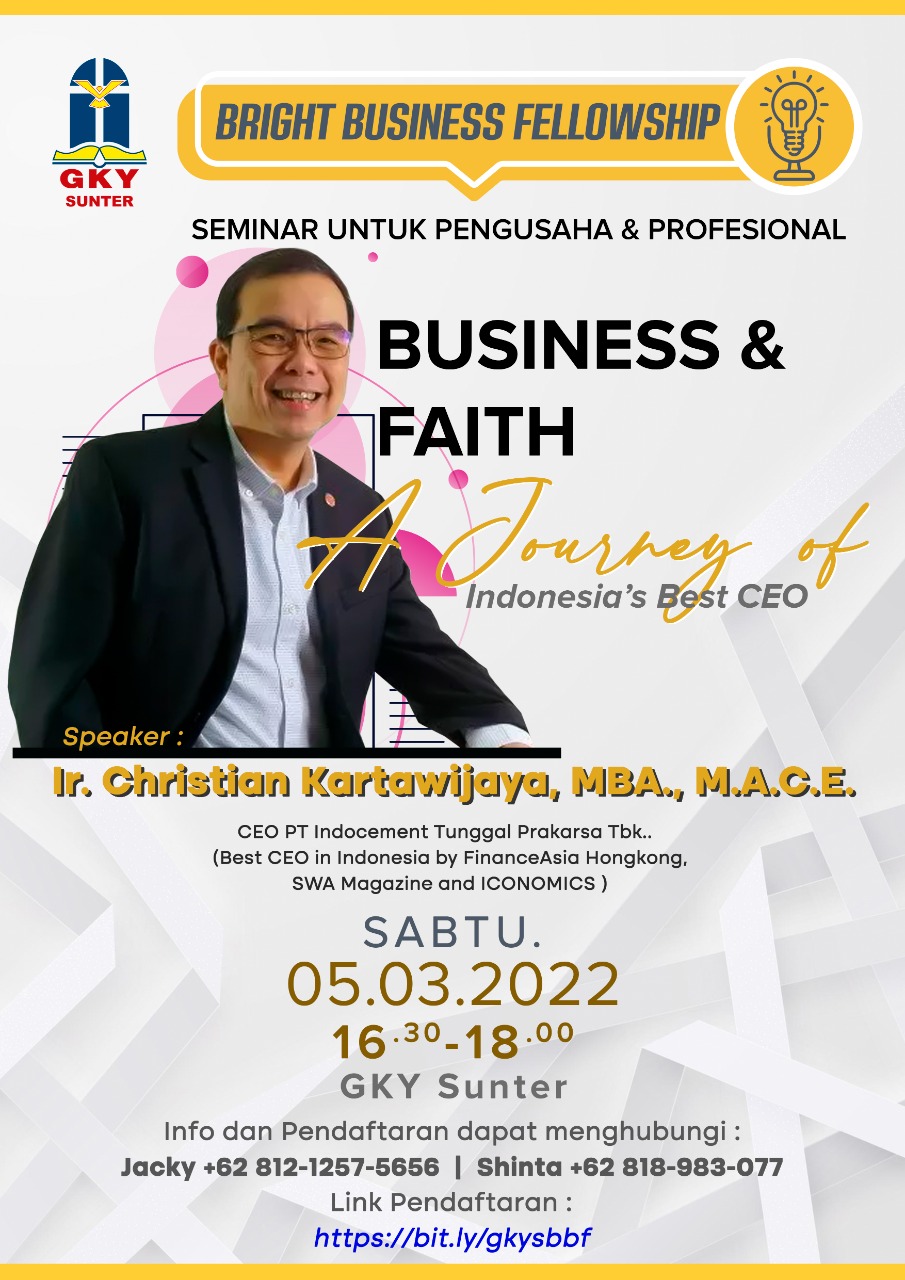 GKY
SUNTER
BRIGHT BUSINESS FELLOWSHIP
SEMINAR UNTUK PENGUSAHA & PROFESIONAL
BUSINESS &
FAITH
A Journey of
Indonesia's Best CEO
Speaker :
Ir. Christian Kartawijaya, MBA., M.A.C.E.
CEO PT Indocement Tunggal Prakarsa Tbk..
(Best CEO in Indonesia by FinanceAsia Hongkong,
SWA Magazine and ICONOMICS )
SABTU.
05.03.2022
16.30-18.00
GKY Sunter
Info dan Pendaftaran dapat menghubungi :
Jacky +62 812-1257-5656 | Shinta +62 818-983-077
Link Pendaftaran :
https://bit.ly/gkysbbf